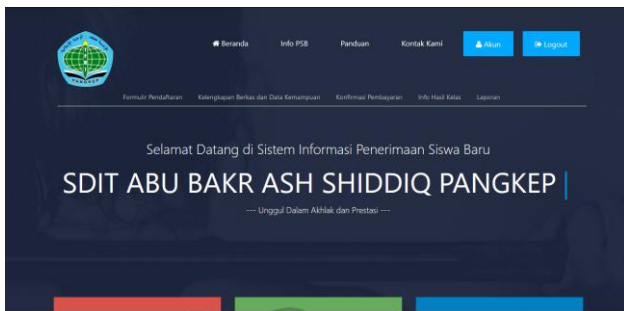 Beranda Info PSB Panduan Kontak Kami Akun Logout
PANGKEP
Formulir Pendaftaran Kelengkapan Berkas dan Data Kemampuan Konfirmasi Pembayaran Info Hasil Kelas Laporan
Selamat Datang di Sistem Informasi Penerimaan Siswa Baru
SDIT ABU BAKR ASH SHIDDIQ PANGKEP
---- Unggul Dalam Akhlak dan Prestasi ----